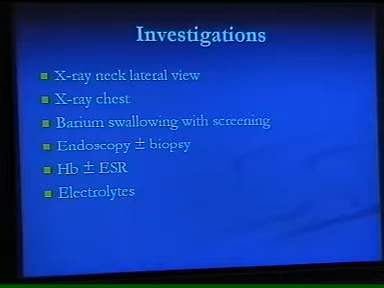 Investigations
X-ray neck lateral view
X-ray chest
Barium swallowing with screening
Endoscopy ± biopsy
Hb ± ESR
Electrolytes